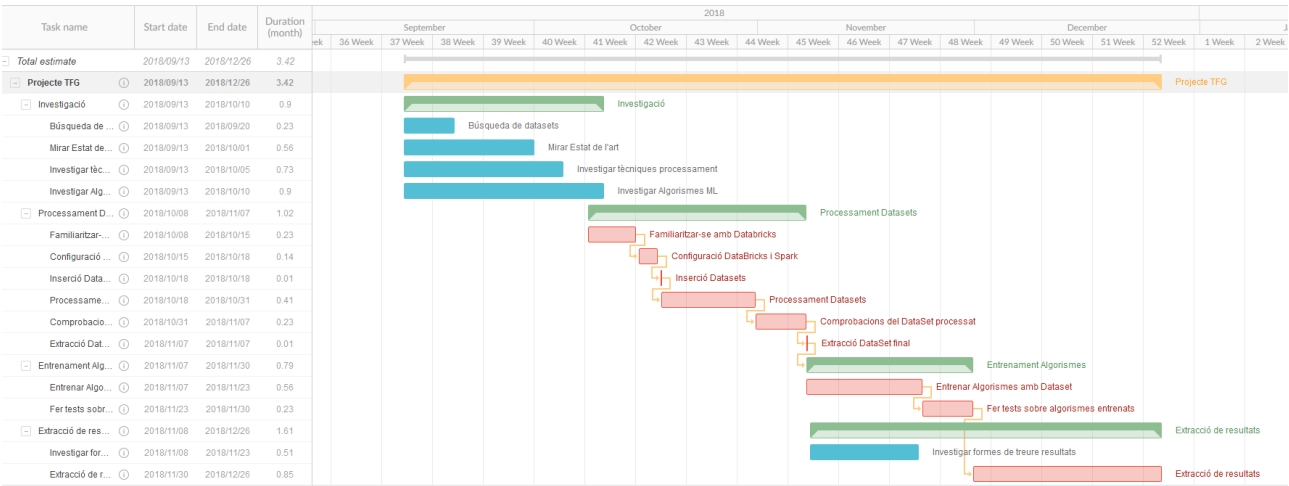 2018
Task name Start date End date Duration (month) September October November December J
eek 36 Week 37 Week 38 Week 39 Week 40 Week 41 Week 42 Week 43 Week 44 Week 45 Week 46 Week 47 Week 48 Week 49 Week 50 Week 51 Week 52 Week 1 Week 2 Week
Total estimate 2018/09/13 2018/12/26 3.42
Projecte TFG 2018/09/13 2018/12/26 3.42 Projecte TFG
Investigació 2018/09/13 2018/10/10 0.9 Investigació
Búsqueda de ... 2018/09/13 2018/09/20 0.23 Búsqueda de datasets
Mirar Estat de... 2018/09/13 2018/10/01 0.56 Mirar Estat de l'art
Investigar tèc... 2018/09/13 2018/10/05 0.73 Investigar tècniques processament
Investigar Alg... 2018/09/13 2018/10/10 0.9 Investigar Algorismes ML
Processament D... 2018/10/08 2018/11/07 1.02 Processament Datasets
Familiaritzar-... 2018/10/08 2018/10/15 0.23 Familiaritzar-se amb Databricks
Configuració ... 2018/10/15 2018/10/18 0.14 Configuració DataBricks i Spark
Inserció Data... 2018/10/18 2018/10/18 0.01 Inserció Datasets
Processame... 2018/10/18 2018/10/31 0.41 Processament Datasets
Comprobacio... 2018/10/31 2018/11/07 0.23 Comprobacions del DataSet processat
Extracció Dat... 2018/11/07 2018/11/07 0.01 Extracció DataSet final
Entrenament Alg... 2018/11/07 2018/11/30 0.79 Entrenament Algorismes
Entrenar Algo... 2018/11/07 2018/11/23 0.56 Entrenar Algorismes amb Dataset
Fer tests sobr... 2018/11/23 2018/11/30 0.23 Fer tests sobre algorismes entrenats
Extracció de res... 2018/11/08 2018/12/26 1.61 Extracció de resultats
Investigar for... 2018/11/08 2018/11/23 0.51 Investigar formes de treure resultats
Extracció de r... 2018/11/30 2018/12/26 0.85 Extracció de resultats